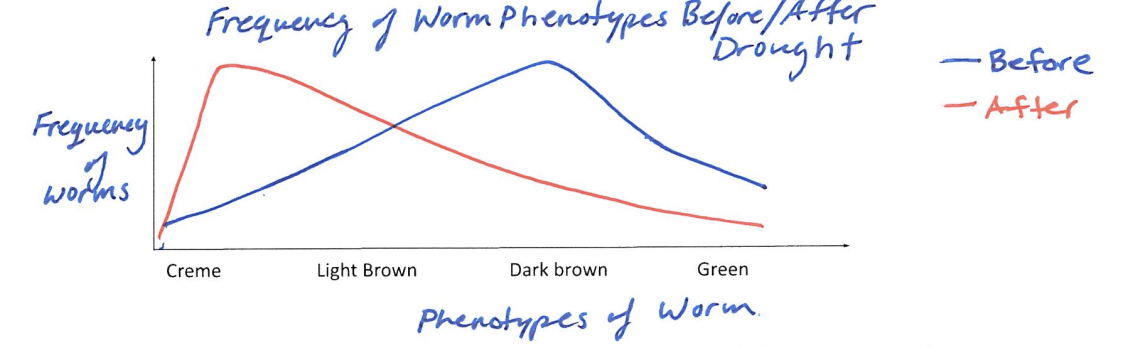 Frequency of Worm Phenotypes Before/After
Drought
Before
After
Frequency
of
worms
Creme Light Brown Dark brown Green
Phenotypes of Worm.